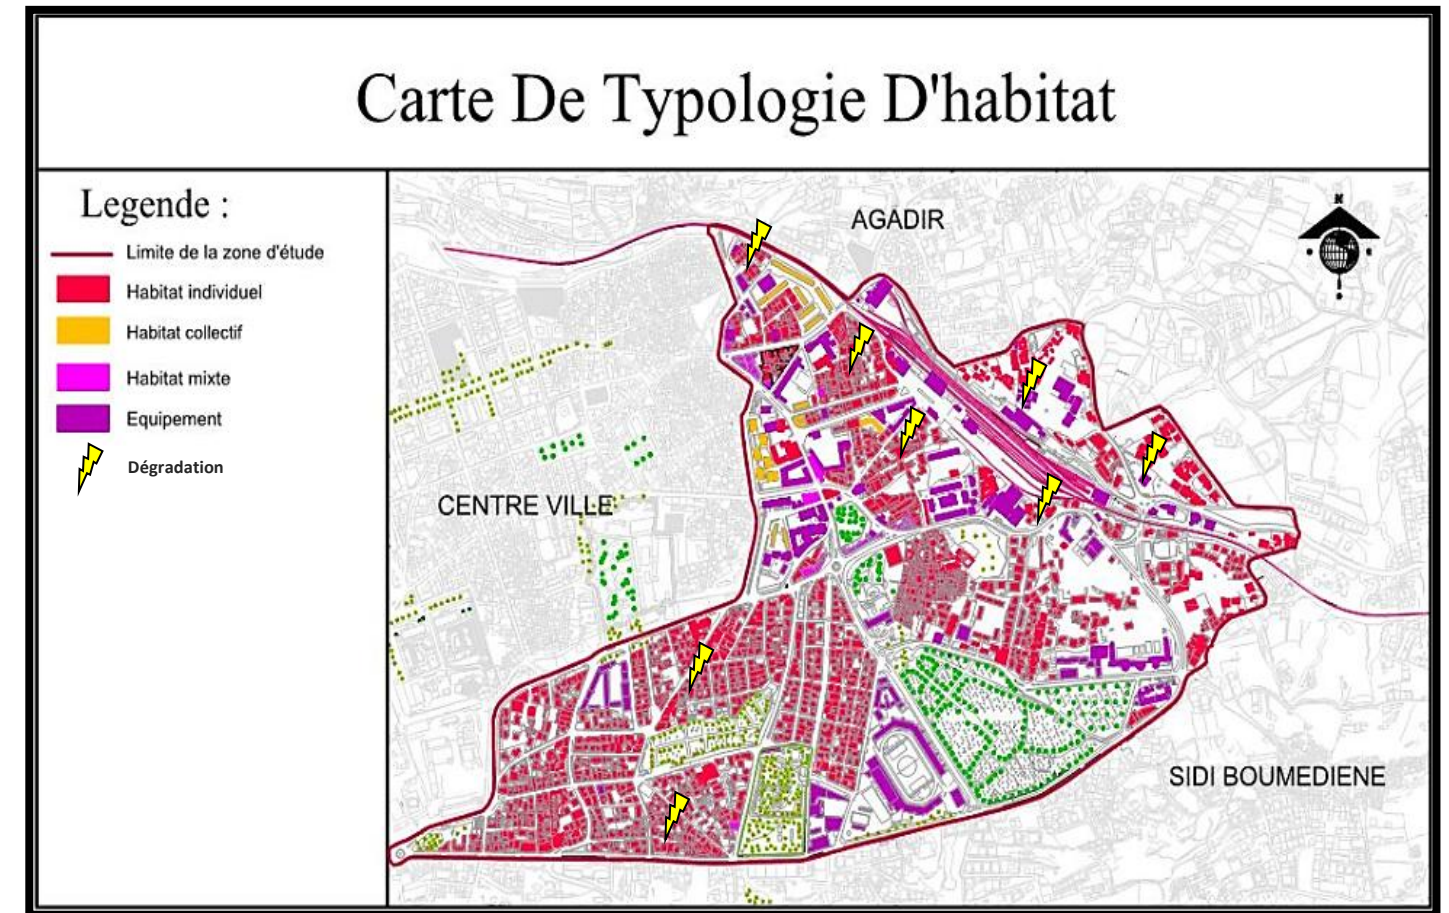 Carte De Typologie D'habitat
Legende :
Limite de la zone d'étude
Habitat individuel
Habitat collectif
Habitat mixte
Equipement
Dégradation
AGADIR
N
CENTRE VILLE
SIDI BOUMEDIENE